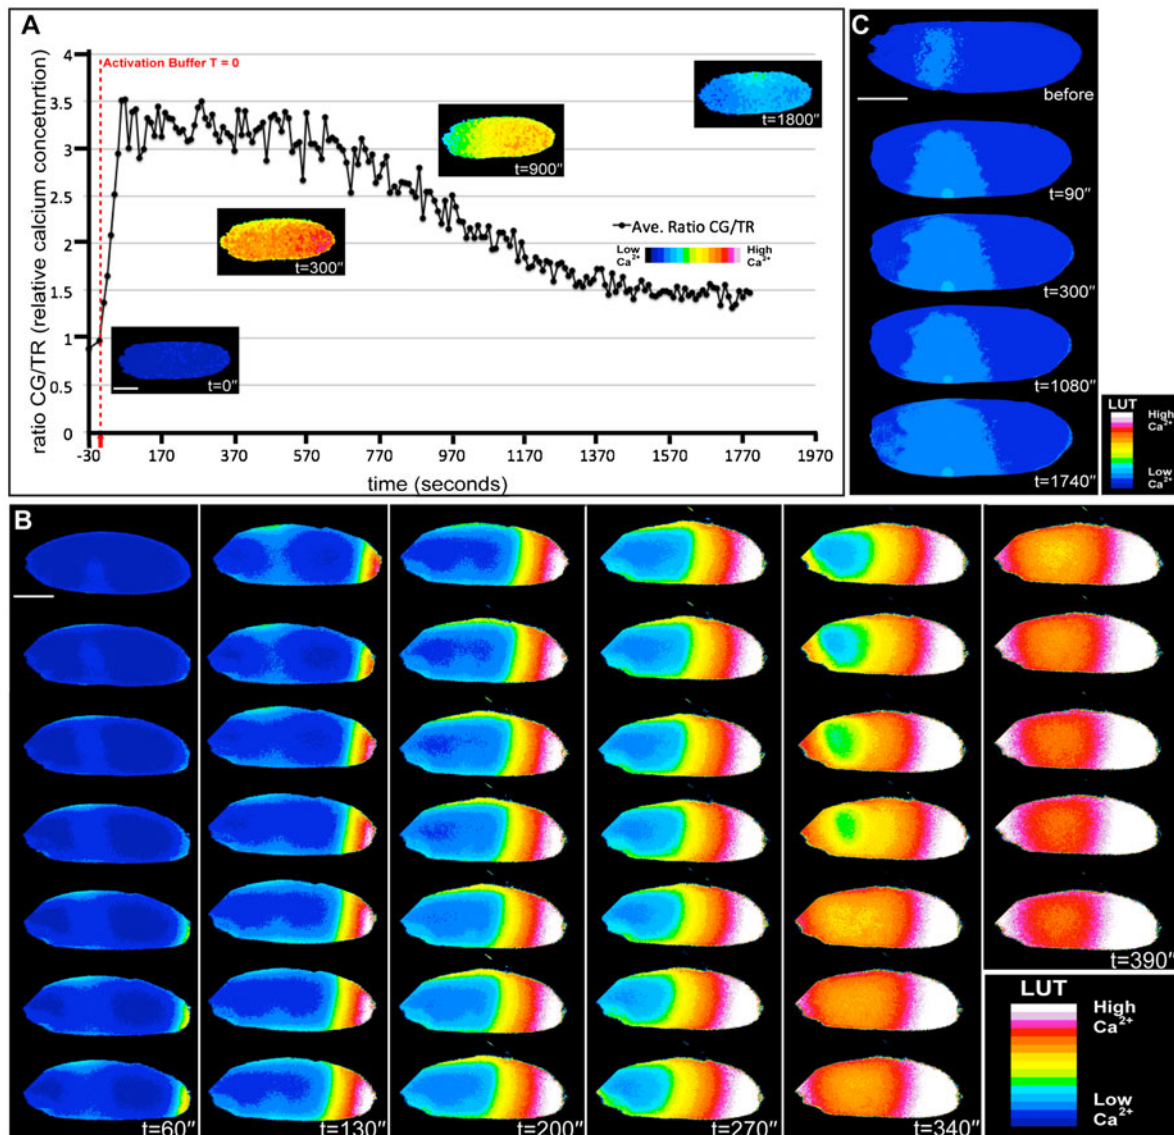 A
Activation Buffer T = 0
ratio CG/TR (relative calcium concetnrtion)
4
3.5
3
2.5
2
1.5
1
0.5
0
-30 170 370 570 770 970 1170 1370 1570 1770 1970
time (seconds)
t=0"
t=300"
t=900"
t=1800"
Ave. Ratio CG/TR
Low Ca2+ High Ca2+
C
before
t=90"
t=300"
t=1080"
t=1740"
LUT
High
Ca2+
Low
Ca2+
B
t=60"
t=130"
t=200"
t=270"
t=340"
t=390"
LUT
High
Ca2+
Low
Ca2+